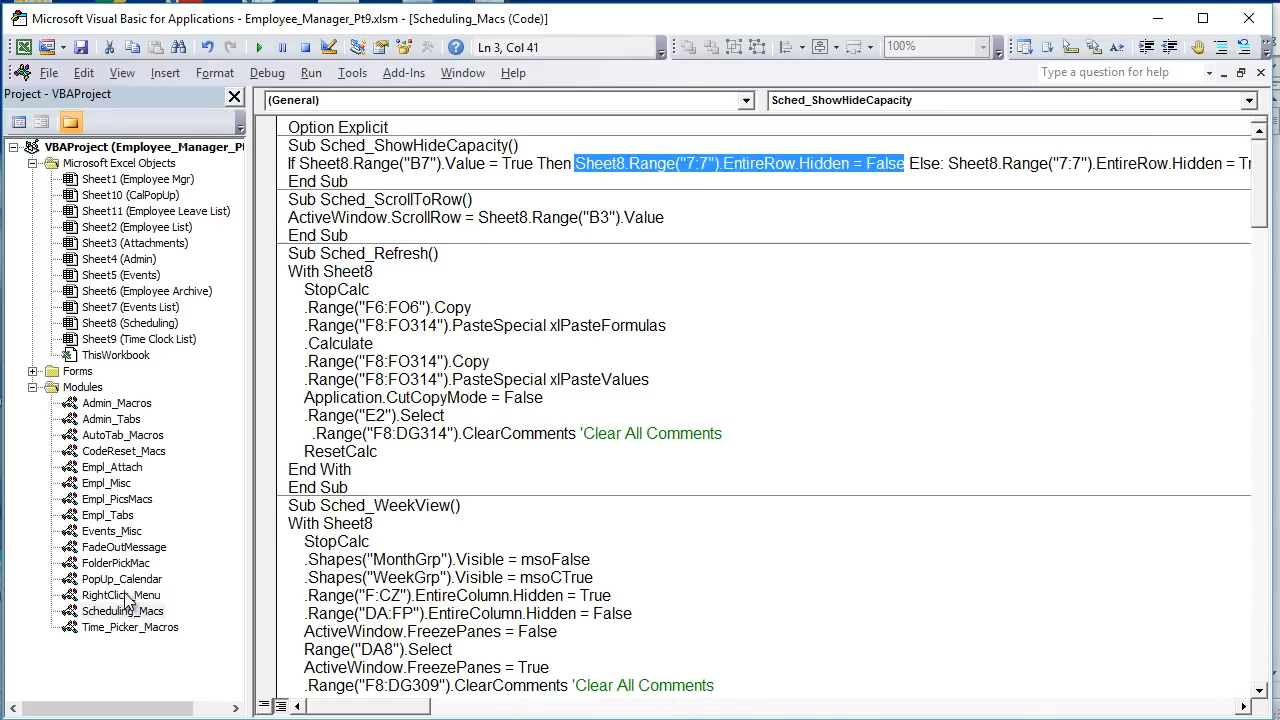 Microsoft Visual Basic for Applications - Employee_Manager_Pt9.xlsm - [Scheduling_Macs (Code)]
Ln 3, Col 41
100%
File Edit View Insert Format Debug Run Tools Add-Ins Window Help
Type a question for help
Project - VBAProject
(General)
Sched_ShowHideCapacity
VBAProject (Employee_Manager_Pt
Microsoft Excel Objects
Sheet1 (Employee Mgr)
Sheet10 (CalPopUp)
Sheet11 (Employee Leave List)
Sheet2 (Employee List)
Sheet3 (Attachments)
Sheet4 (Admin)
Sheet5 (Events)
Sheet6 (Employee Archive)
Sheet7 (Events List)
Sheet8 (Scheduling)
Sheet9 (Time Clock List)
ThisWorkbook
Forms
Modules
Admin_Macros
Admin_Tabs
AutoTab_Macros
CodeReset_Macs
Empl_Attach
Empl_Misc
Empl_PicsMacs
Empl_Tabs
Events_Misc
FadeOutMessage
FolderPickMac
PopUp_Calendar
RightClick_Menu
Scheduling_Macs
Time_Picker_Macros
Option Explicit
Sub Sched_ShowHideCapacity()
If Sheet8.Range("B7").Value = True Then Sheet8.Range("7:7").EntireRow.Hidden = False Else: Sheet8.Range("7:7").EntireRow.Hidden = Tr
End Sub
Sub Sched_ScrollToRow()
ActiveWindow.ScrollRow = Sheet8.Range("B3").Value
End Sub
Sub Sched_Refresh()
With Sheet8
StopCalc
.Range("F6:FO6").Copy
.Range("F8:FO314").PasteSpecial xlPasteFormulas
.Calculate
.Range("F8:FO314").Copy
.Range("F8:FO314").PasteSpecial xlPasteValues
Application.CutCopyMode = False
.Range("E2").Select
.Range("F8:DG314").ClearComments 'Clear All Comments
ResetCalc
End With
End Sub
Sub Sched_WeekView()
With Sheet8
StopCalc
.Shapes("MonthGrp").Visible = msoFalse
.Shapes("WeekGrp").Visible = msoCTrue
.Range("F:CZ").EntireColumn.Hidden = True
.Range("DA:FP").EntireColumn.Hidden = False
ActiveWindow.FreezePanes = False
Range("DA8").Select
ActiveWindow.FreezePanes = True
.Range("F8:DG309").ClearComments 'Clear All Comments